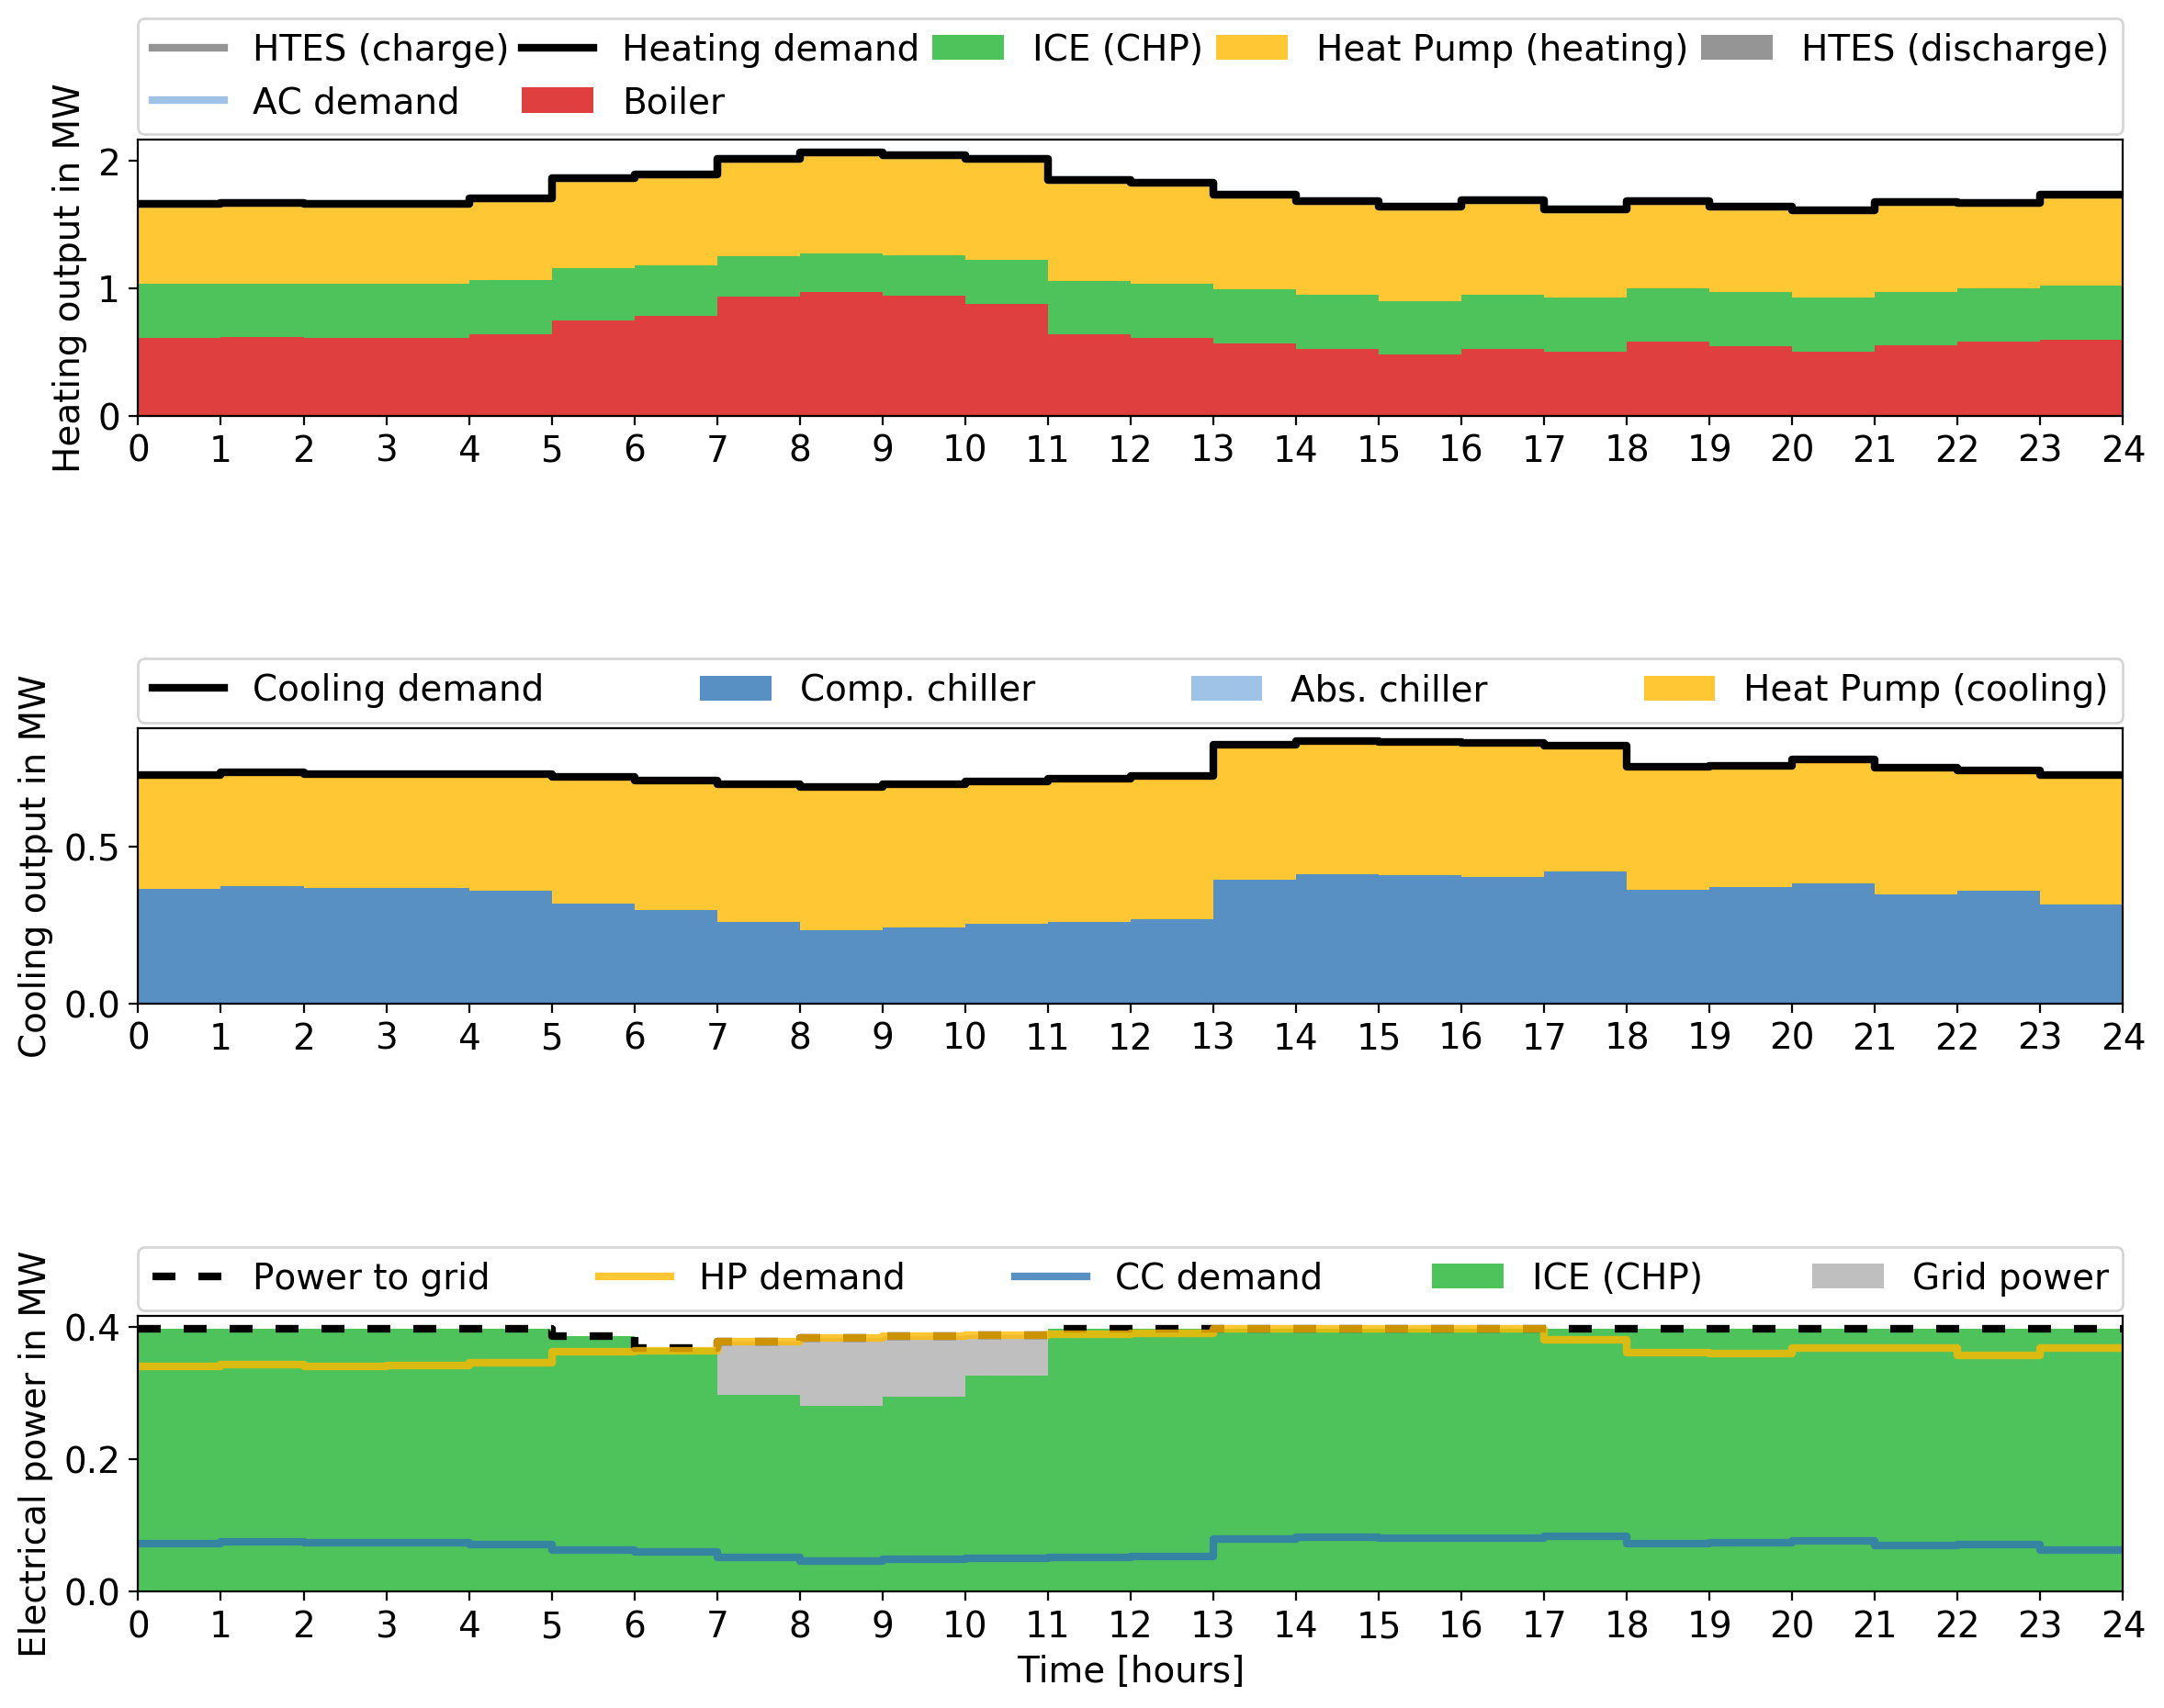 HTES (charge) Heating demand ICE (CHP) Heat Pump (heating) HTES (discharge)
AC demand Boiler
Heating output in MW
2
1
0
0 1 2 3 4 5 6 7 8 9 10 11 12 13 14 15 16 17 18 19 20 21 22 23 24
Cooling demand Comp. chiller Abs. chiller Heat Pump (cooling)
Cooling output in MW
0.5
0.0
0 1 2 3 4 5 6 7 8 9 10 11 12 13 14 15 16 17 18 19 20 21 22 23 24
Power to grid HP demand CC demand ICE (CHP) Grid power
Electrical power in MW
0.4
0.2
0.0
0 1 2 3 4 5 6 7 8 9 10 11 12 13 14 15 16 17 18 19 20 21 22 23 24
Time [hours]